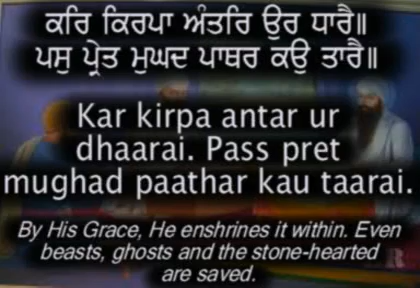 ਕਰਿ ਕਿਰਪਾ ਅੰਤਰਿ ਉਰ ਧਾਰੈ॥
ਪਸੁ ਪ੍ਰੇਤ ਮੁਘਦ ਪਾਥਰ ਕਉ ਤਾਰੈ॥
Kar kirpa antar ur
dhaarai. Pass pret
mughad paathar kau taarai.
By His Grace, He enshrines it within. Even
beasts, ghosts and the stone-hearted
are saved.